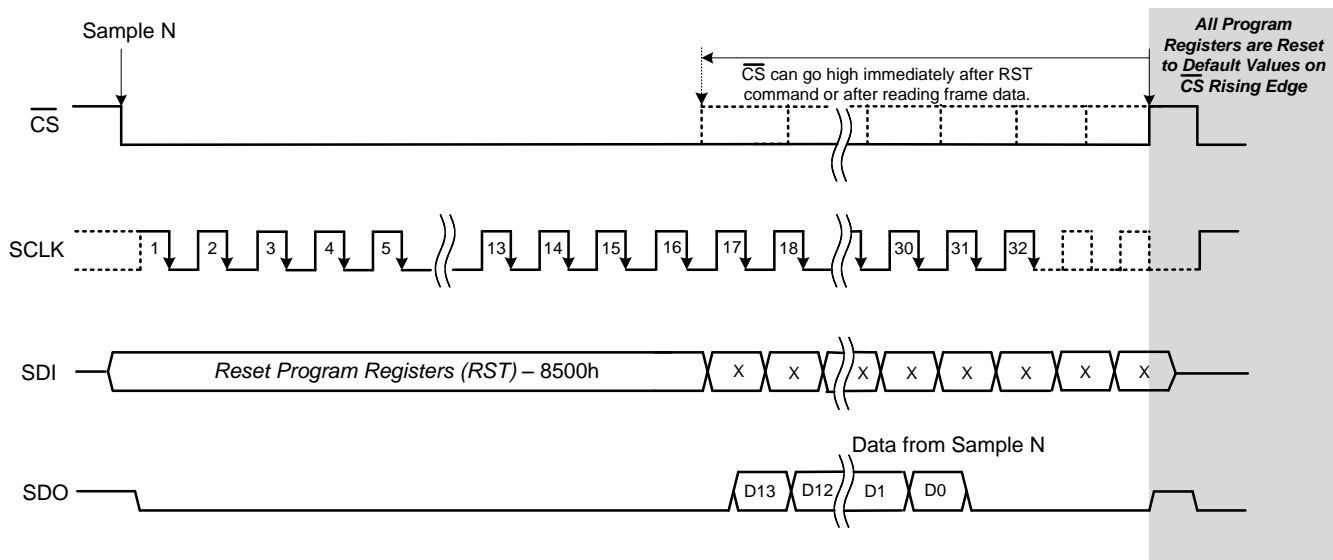 Sample N
All Program
Registers are Reset
to Default Values on
CS Rising Edge
CS can go high immediately after RST
command or after reading frame data.
CS
SCLK
1 2 3 4 5 13 14 15 16 17 18 30 31 32
SDI
Reset Program Registers (RST) – 8500h
X X X X X X X X
Data from Sample N
SDO
D13 D12 D1 D0